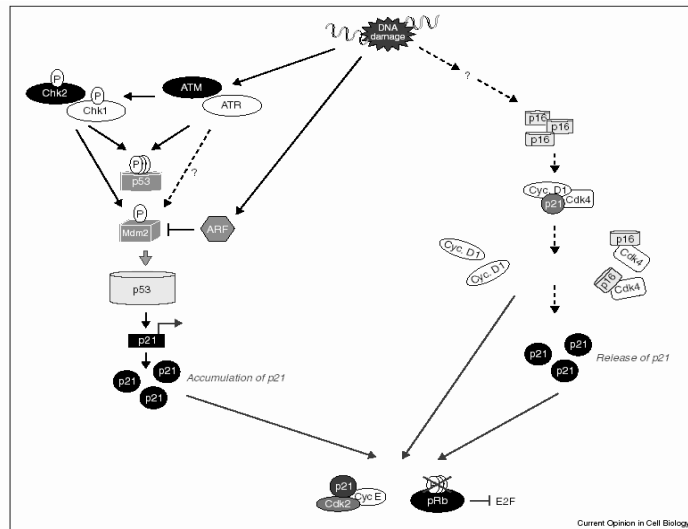 DNA
damage
P
Chk2
P
Chk1
ATM
ATR
?
p16
p16
p16
P
p53
?
Cyc. D1
p21
Cdk4
P
Mdm2
ARF
Cyc. D1
Cyc. D1
p16
Cdk4
p16
Cdk4
p53
p21
p21
p21
p21
Accumulation of p21
p21
p21
p21
Release of p21
p21
Cdk2
Cyc E
pRb
E2F
Current Opinion in Cell Biology